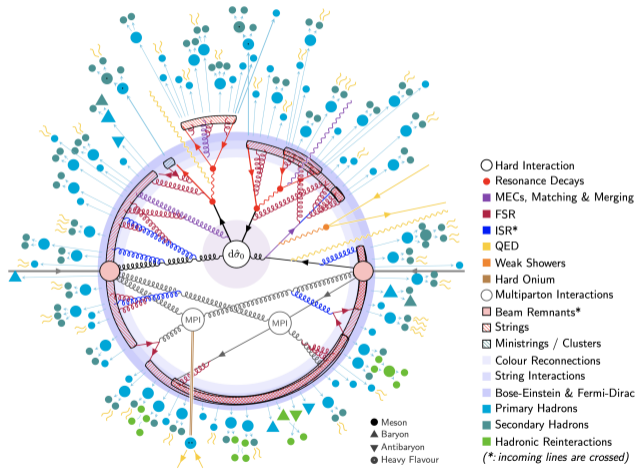 Hard Interaction
Resonance Decays
MECs, Matching & Merging
FSR
ISR*
QED
Weak Showers
Hard Onium
Multiparton Interactions
Beam Remnants*
Strings
Ministrings / Clusters
Colour Reconnections
String Interactions
Bose-Einstein & Fermi-Dirac
Primary Hadrons
Secondary Hadrons
Hadronic Reinteractions
(*: incoming lines are crossed)
dσ̂₀
MPI
MPI
Meson
Baryon
Antibaryon
Heavy Flavour